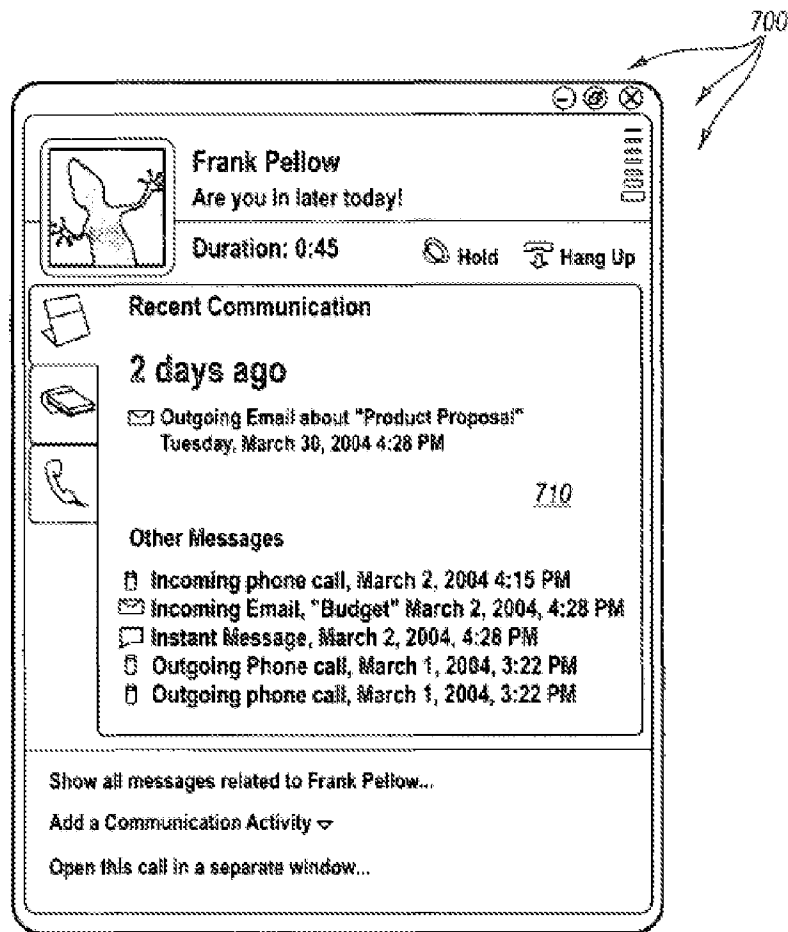 700
Frank Pellow
Are you in later today!
Duration: 0:45
Hold
Hang Up
Recent Communication
2 days ago
Outgoing Email about "Product Proposal"
Tuesday, March 30, 2004 4:28 PM
710
Other Messages
Incoming phone call, March 2, 2004 4:15 PM
Incoming Email, "Budget" March 2, 2004, 4:28 PM
Instant Message, March 2, 2004, 4:28 PM
Outgoing Phone call, March 1, 2004, 3:22 PM
Outgoing phone call, March 1, 2004, 3:22 PM
Show all messages related to Frank Pellow...
Add a Communication Activity
Open this call in a separate window...